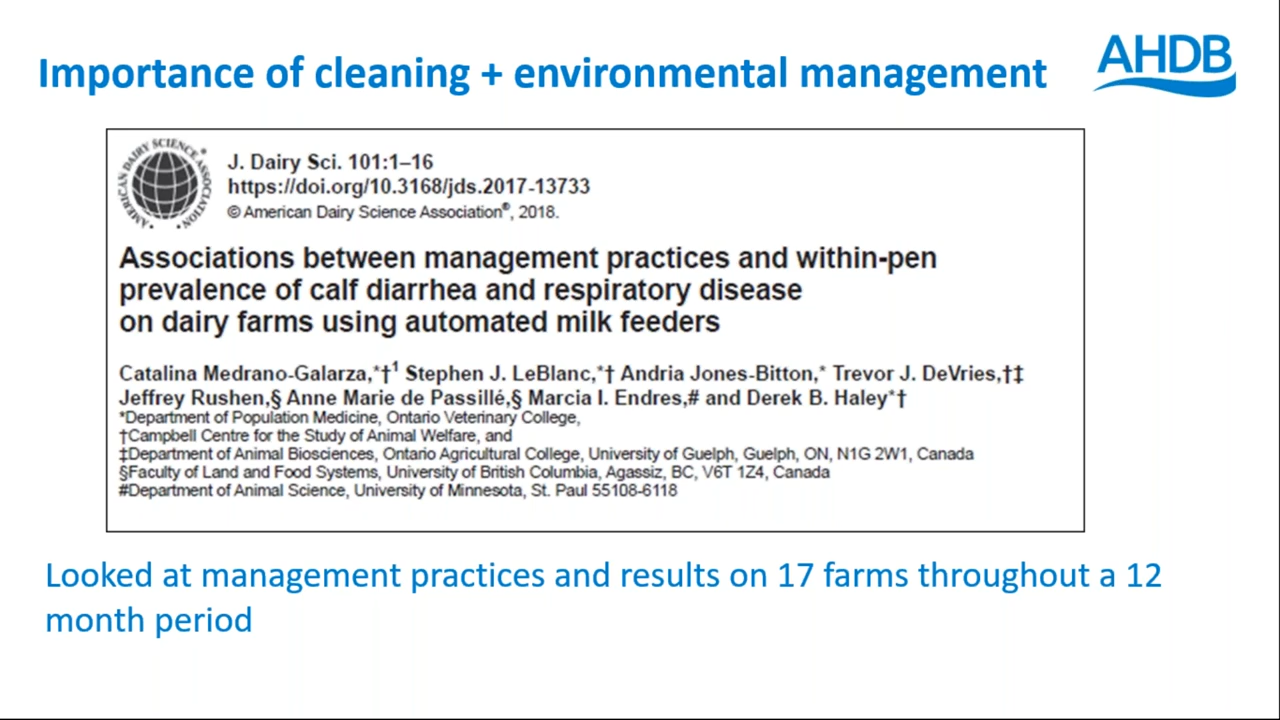 Importance of cleaning + environmental management
AHDB
AMERICAN DAIRY SCIENCE ASSOCIATION®
J. Dairy Sci. 101:1–16
https://doi.org/10.3168/jds.2017-13733
© American Dairy Science Association®, 2018.
Associations between management practices and within-pen
prevalence of calf diarrhea and respiratory disease
on dairy farms using automated milk feeders
Catalina Medrano-Galarza,*†¹ Stephen J. LeBlanc,*† Andria Jones-Bitton,* Trevor J. DeVries,†‡
Jeffrey Rushen,§ Anne Marie de Passillé,§ Marcia I. Endres,# and Derek B. Haley*†
*Department of Population Medicine, Ontario Veterinary College,
†Campbell Centre for the Study of Animal Welfare, and
‡Department of Animal Biosciences, Ontario Agricultural College, University of Guelph, Guelph, ON, N1G 2W1, Canada
§Faculty of Land and Food Systems, University of British Columbia, Agassiz, BC, V6T 1Z4, Canada
#Department of Animal Science, University of Minnesota, St. Paul 55108-6118
Looked at management practices and results on 17 farms throughout a 12
month period